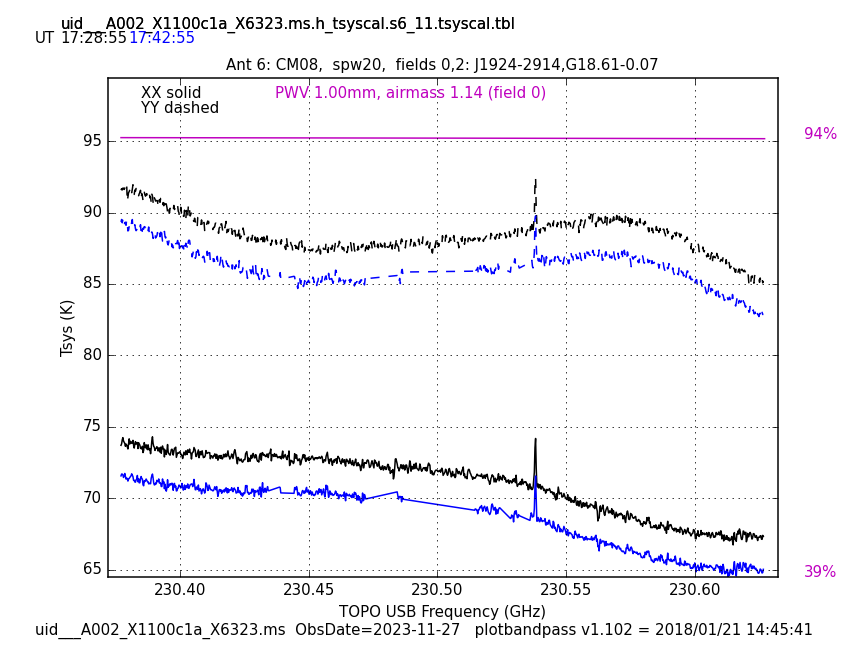 uid___A002_X1100c1a_X6323.ms.h_tsyscal.s6_11.tsyscal.tbl
UT 17:28:55 17:42:55
Ant 6: CM08,  spw20,  fields 0,2: J1924-2914,G18.61-0.07
XX solid
PWV 1.00mm, airmass 1.14 (field 0)
YY dashed
95
94%
90
85
80
75
70
65
39%
Tsys (K)
230.40 230.45 230.50 230.55 230.60
TOPO USB Frequency (GHz)
uid___A002_X1100c1a_X6323.ms  ObsDate=2023-11-27   plotbandpass v1.102 = 2018/01/21 14:45:41